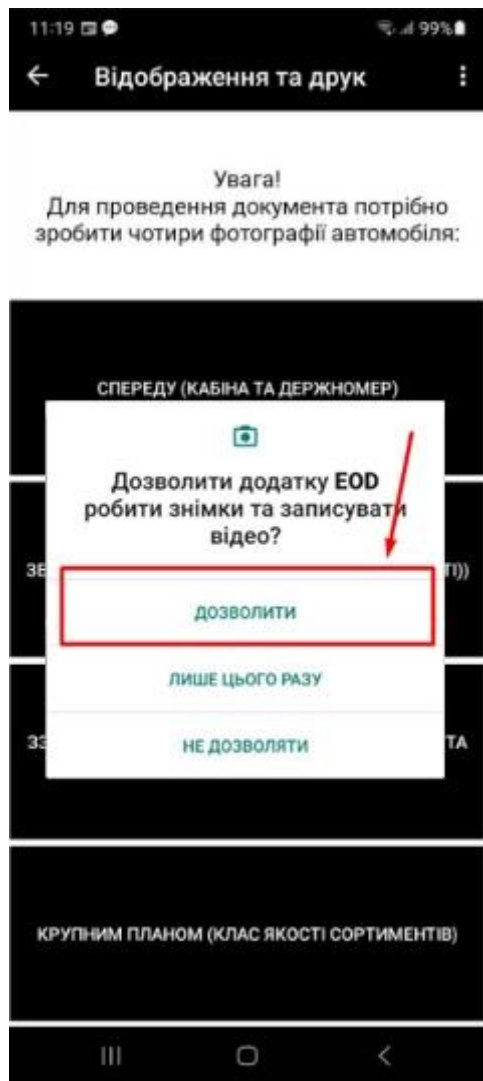 11:19
99%
Відображення та друк
Увага!
Для проведення документа потрібно
зробити чотири фотографії автомобіля:
СПЕРЕДУ (КАБІНА ТА ДЕРЖНОМЕР)
Дозволити додатку EOD
робити знімки та записувати
відео?
ДОЗВОЛИТИ
ЛИШЕ ЦЬОГО РАЗУ
НЕ ДОЗВОЛЯТИ
ТА
КРУПНИМ ПЛАНОМ (КЛАС ЯКОСТІ СОРТИМЕНТІВ)